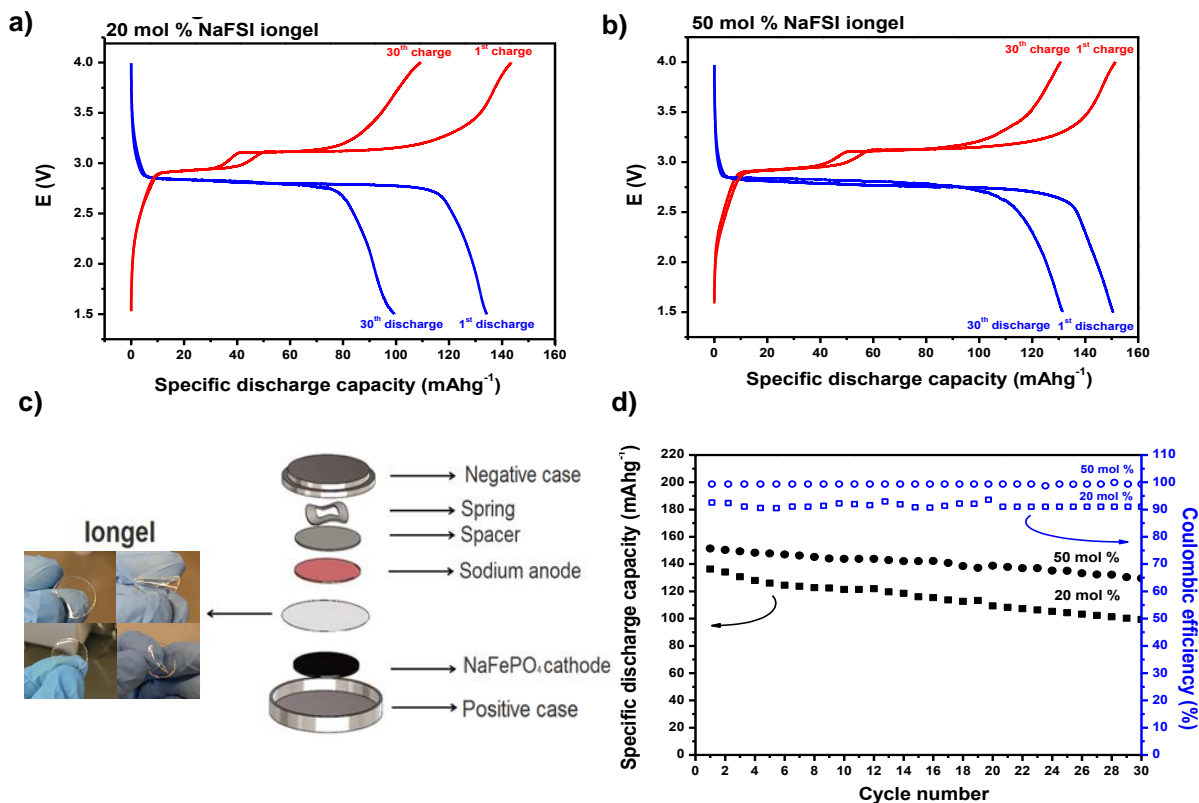 a)
20 mol % NaFSI iongel
30th charge
1st charge
4.0
3.5
3.0
2.5
2.0
1.5
E (V)
30th discharge
1st discharge
0 20 40 60 80 100 120 140 160
Specific discharge capacity (mAhg-1)
b)
50 mol % NaFSI iongel
30th charge
1st charge
4.0
3.5
3.0
2.5
2.0
1.5
E (V)
30th discharge
1st discharge
0 20 40 60 80 100 120 140 160
Specific discharge capacity (mAhg-1)
c)
Iongel
Negative case
Spring
Spacer
Sodium anode
NaFePO4 cathode
Positive case
d)
220
200
180
160
140
120
100
80
60
40
20
0
Specific discharge capacity (mAhg-1)
50 mol %
20 mol %
50 mol %
20 mol %
110
100
90
80
70
60
50
40
30
20
10
0
Coulombic efficiency (%)
0 2 4 6 8 10 12 14 16 18 20 22 24 26 28 30
Cycle number